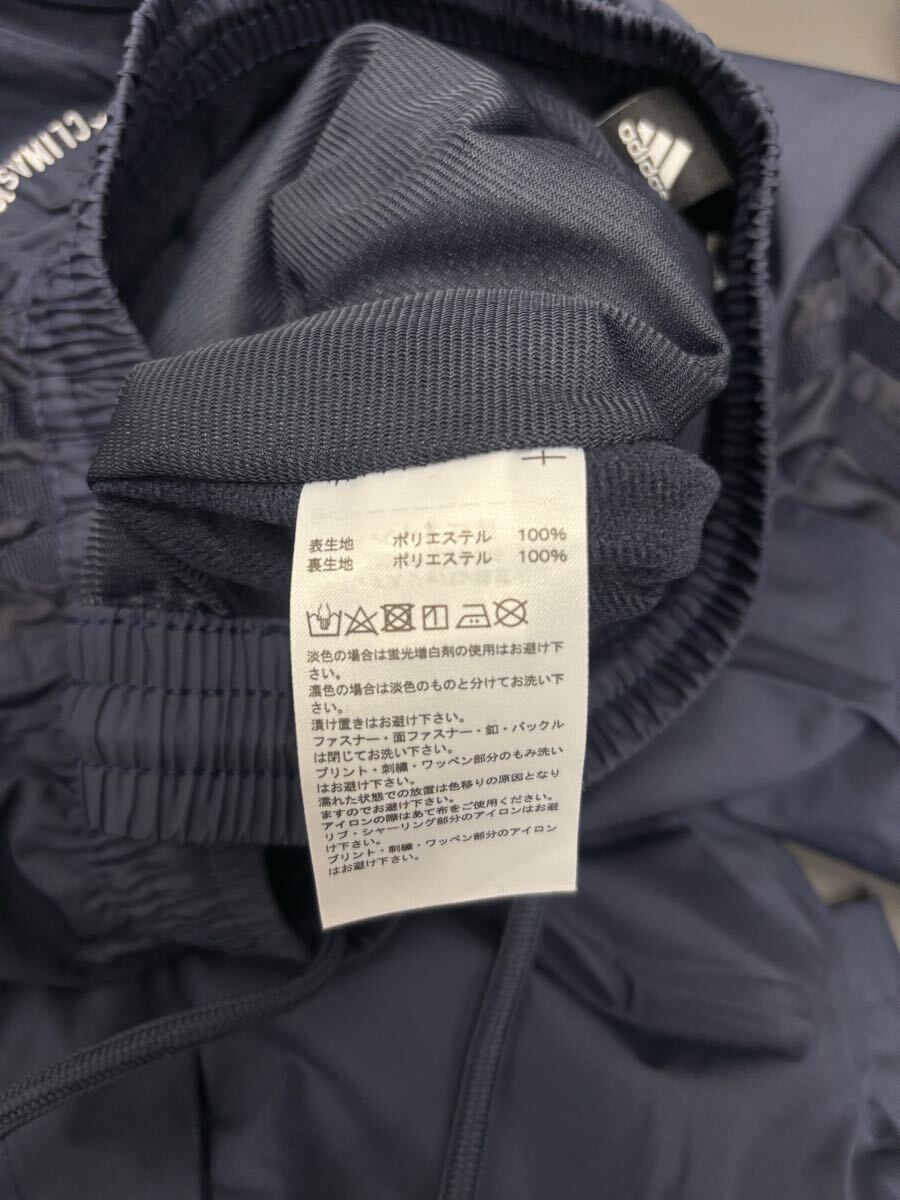 CLIMAS
adidas
表生地 ポリエステル 100%
裏生地 ポリエステル 100%
淡色の場合は蛍光増白剤の使用はお避け下
さい。
濃色の場合は淡色のものと分けてお洗い下
さい。
漬け置きはお避け下さい。
ファスナー・面ファスナー・釦・バックル
は閉じてお洗い下さい。
プリント・刺繍・ワッペン部分のもみ洗い
はお避け下さい。
濡れた状態での放置は色移りの原因となり
ますのでお避け下さい。
アイロンの際はあて布をご使用ください。
リブ・シャーリング部分のアイロンはお避
け下さい。
プリント・刺繍・ワッペン部分のアイロン
はお避け下さい。